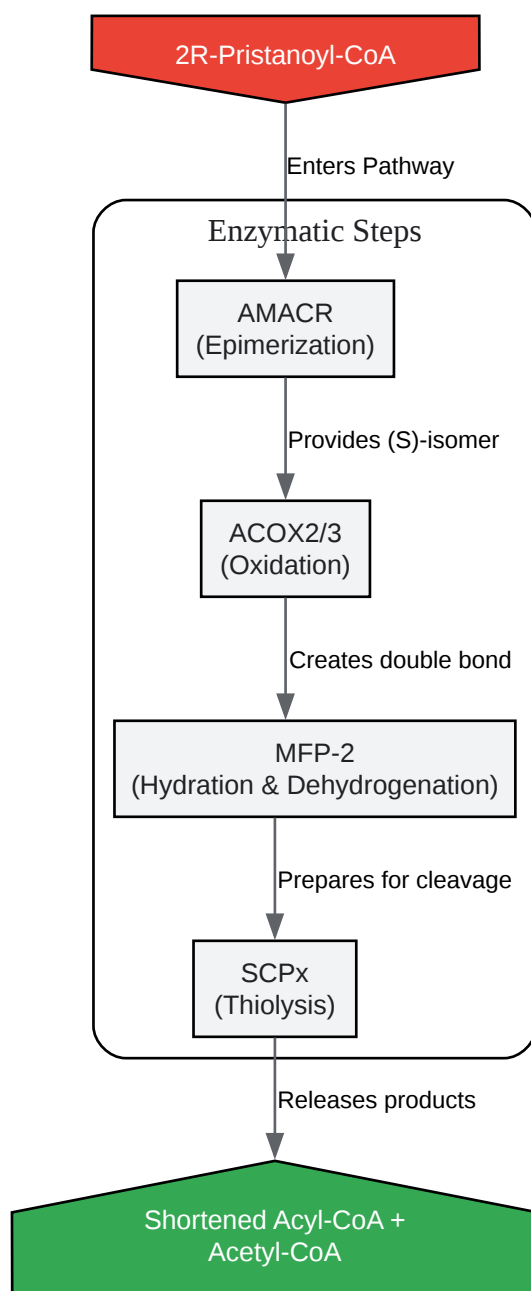 2R-Pristanoyl-CoA
Enters Pathway
Enzymatic Steps
AMACR
(Epimerization)
Provides (S)-isomer
ACOX2/3
(Oxidation)
Creates double bond
MFP-2
(Hydration & Dehydrogenation)
Prepares for cleavage
SCPx
(Thiolysis)
Releases products
Shortened Acyl-CoA +
Acetyl-CoA